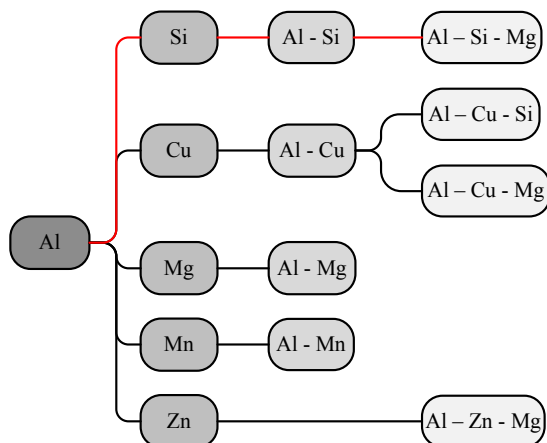 Si
Al - Si
Al – Si - Mg
Al – Cu - Si
Cu
Al - Cu
Al – Cu - Mg
Al
Mg
Al - Mg
Mn
Al - Mn
Zn
Al – Zn - Mg